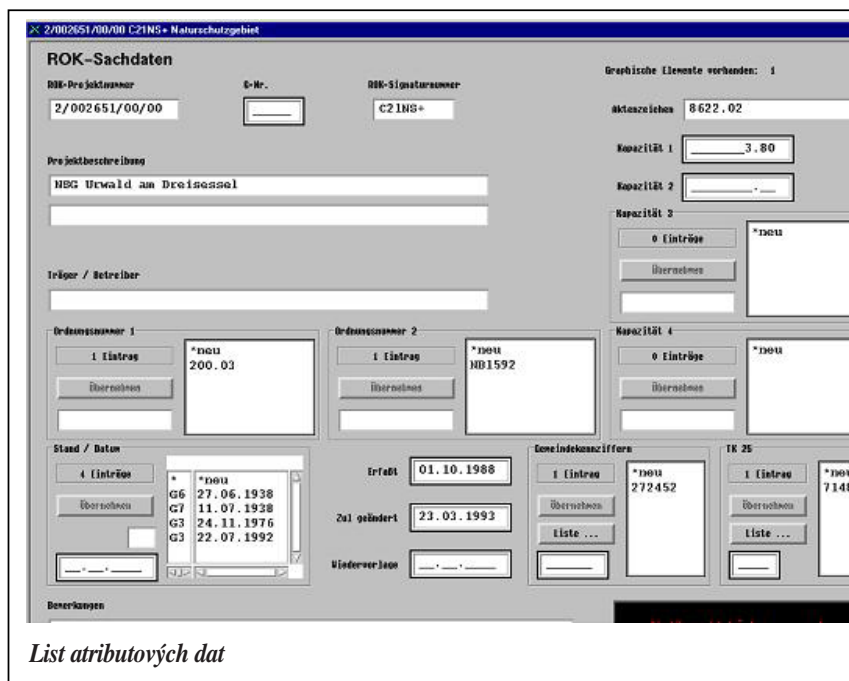 2/002651/00/00 C21NS+ Naturschutzgebiet
ROK-Sachdaten
Graphische Elemente vorhanden: 1
ROK-Projektnummer
G-Nr.
ROK-Signaturnummer
2/002651/00/00
C21NS+
Aktenzeichen 8622.02
Kapazität 1 3.80
Projektbeschreibung
NSG Urwald am Dreisessel
Kapazität 2
Kapazität 3
0 Einträge
*neu
Übernehmen
Träger / Betreiber
Ordnungsnummer 1
1 Eintrag
*neu
200.03
Übernehmen
Ordnungsnummer 2
1 Eintrag
*neu
NB1592
Übernehmen
Kapazität 4
0 Einträge
*neu
Übernehmen
Stand / Datum
4 Einträge
Übernehmen
* *neu
G6 27.06.1938
G7 11.07.1938
G3 24.11.1976
G3 22.07.1992
Erfaßt 01.10.1988
Zul geändert 23.03.1993
Wiedervorlage
Gemeindekennziffern
1 Eintrag
*neu
272452
Übernehmen
Liste ...
TK 25
1 Eintrag
*neu
7148
Übernehmen
Liste ...
Bemerkungen
List atributových dat